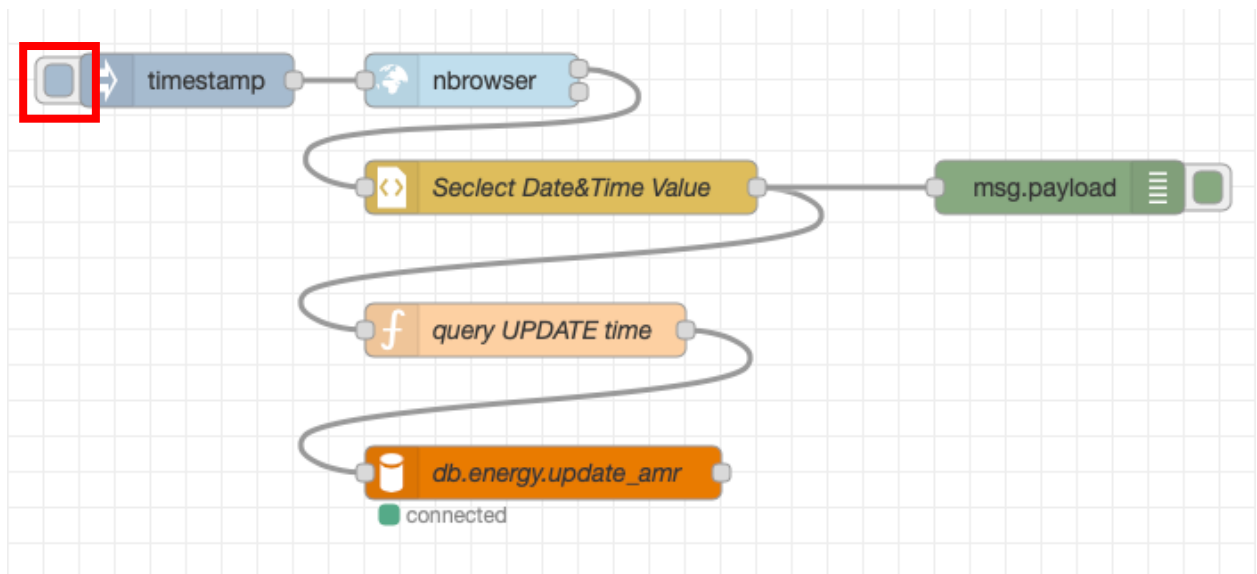 timestamp
nbrowser
Seclect Date&Time Value
msg.payload
query UPDATE time
db.energy.update_amr
connected